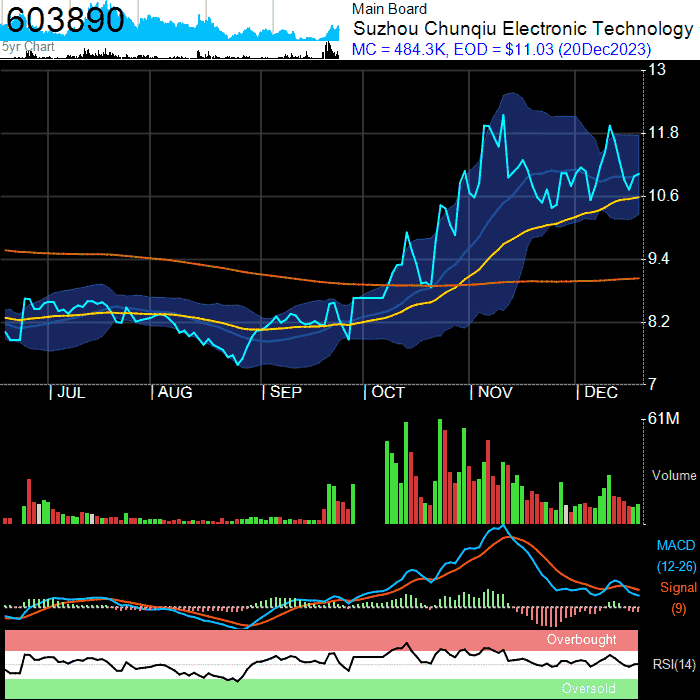 603890
5yr Chart
Main Board
Suzhou Chunqiu Electronic Technology
MC = 484.3K, EOD = $11.03 (20Dec2023)
13
11.8
10.6
9.4
8.2
7
JUL
AUG
SEP
OCT
NOV
DEC
61M
Volume
MACD
(12-26)
Signal
(9)
Overbought
RSI(14)
Oversold